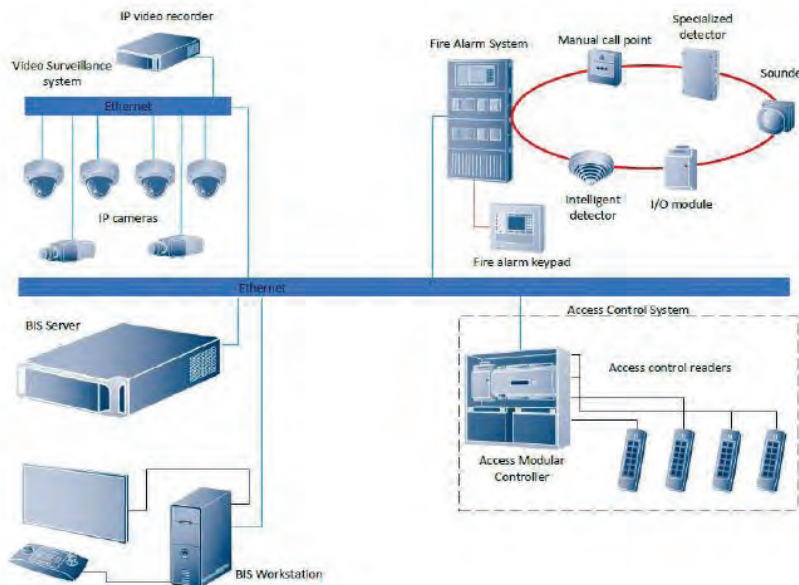 IP video recorder
Video Surveillance
system
Ethernet
IP cameras
Fire Alarm System
Manual call point
Specialized
detector
Sounde
Intelligent
detector
I/O module
Fire alarm keypad
Ethernet
BIS Server
BIS Workstation
Access Control System
Access control readers
Access Modular
Controller